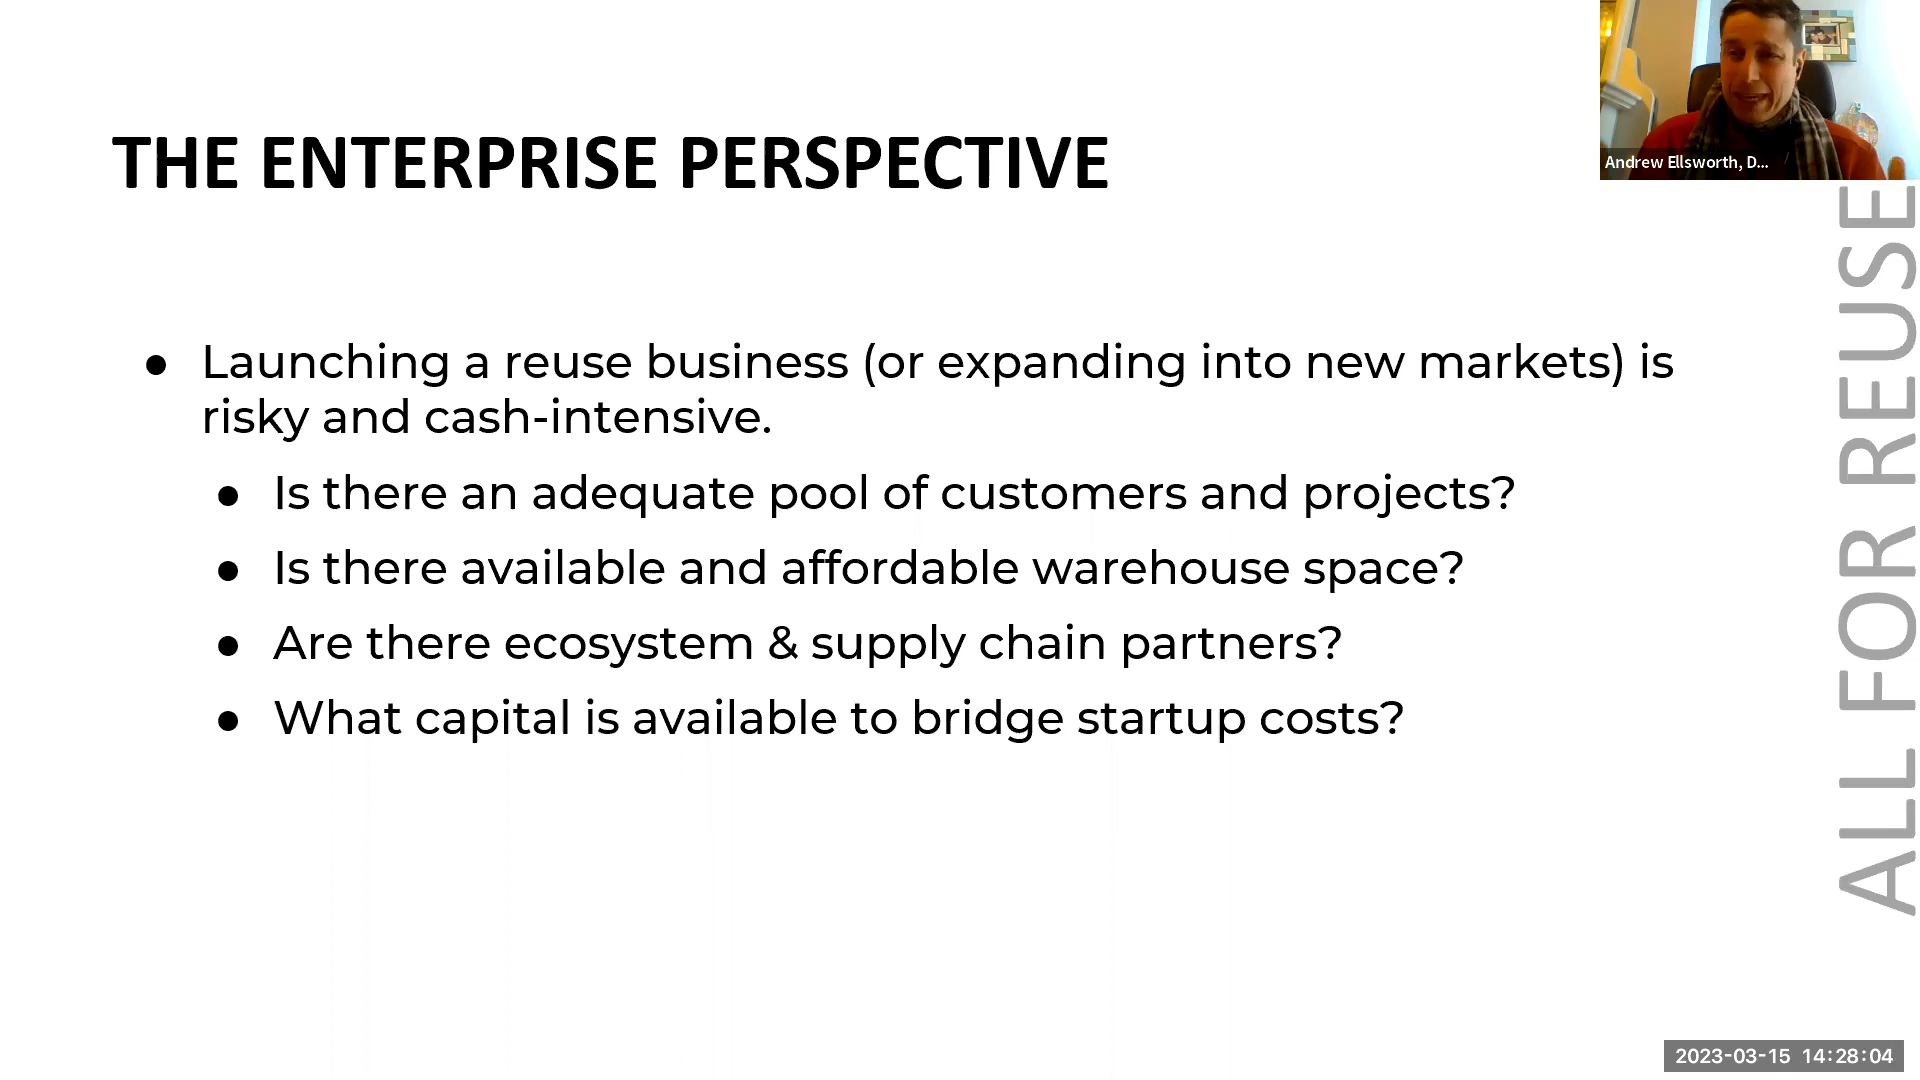 THE ENTERPRISE PERSPECTIVE
Andrew Ellsworth, D...
● Launching a reuse business (or expanding into new markets) is
risky and cash-intensive.
● Is there an adequate pool of customers and projects?
● Is there available and affordable warehouse space?
● Are there ecosystem & supply chain partners?
● What capital is available to bridge startup costs?
ALL FOR REUSE
2023-03-15 14:28:04